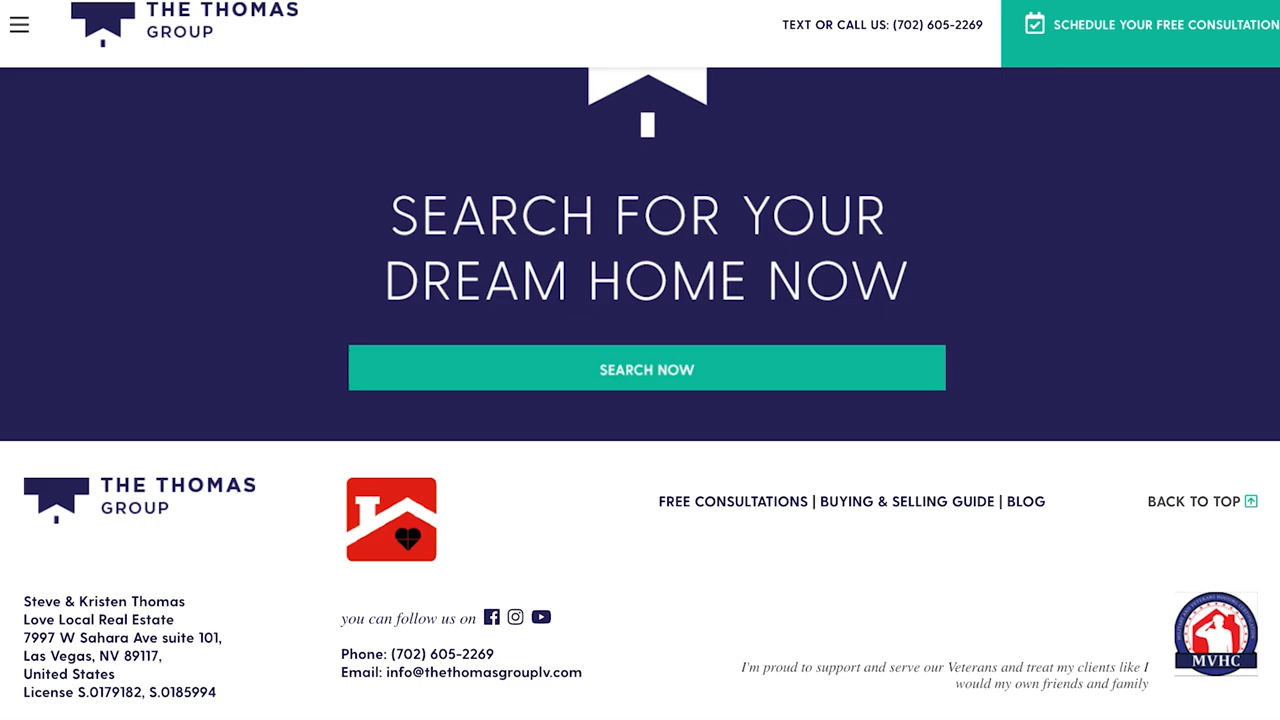 THE THOMAS
GROUP
TEXT OR CALL US: (702) 605-2269
SCHEDULE YOUR FREE CONSULTATION
SEARCH FOR YOUR
DREAM HOME NOW
SEARCH NOW
THE THOMAS
GROUP
FREE CONSULTATIONS | BUYING & SELLING GUIDE | BLOG
BACK TO TOP
Steve & Kristen Thomas
Love Local Real Estate
7997 W Sahara Ave suite 101,
Las Vegas, NV 89117,
United States
License S.0179182, S.0185994
you can follow us on
Phone: (702) 605-2269
Email: info@thethomasgrouplv.com
I'm proud to support and serve our Veterans and treat my clients like I
would my own friends and family
MVHC